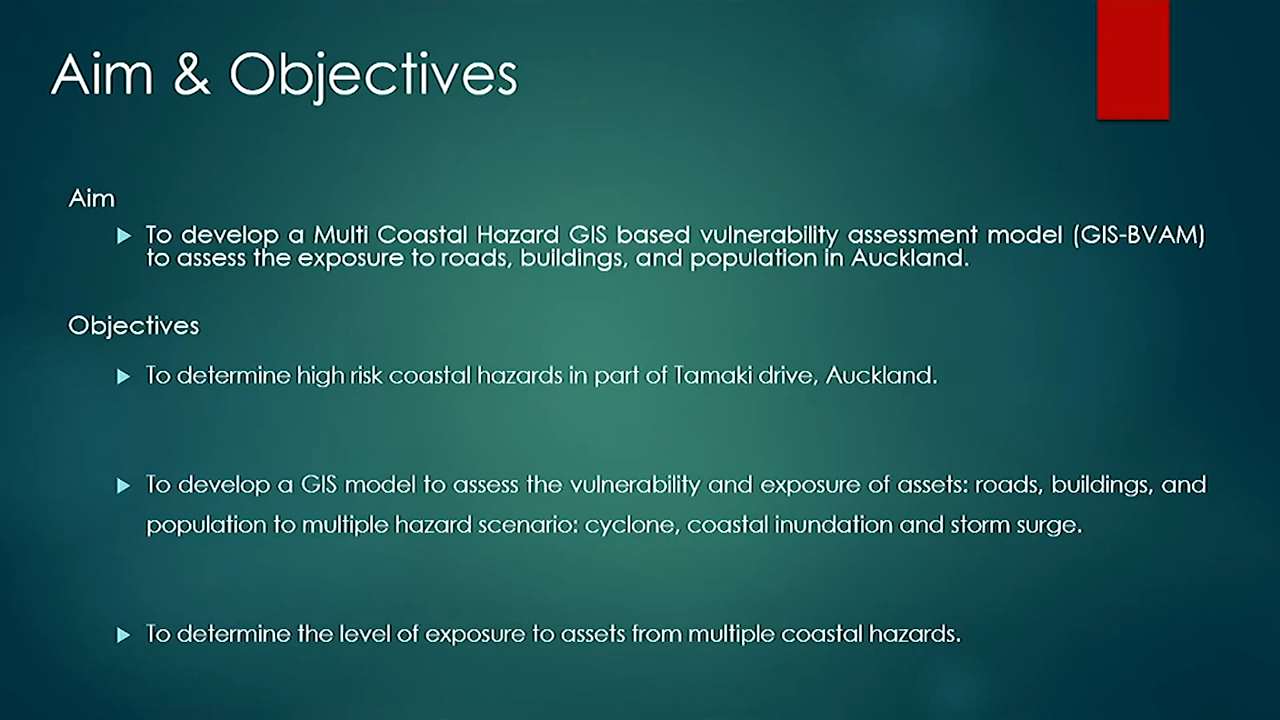 Aim & Objectives
Aim
To develop a Multi Coastal Hazard GIS based vulnerability assessment model (GIS-BVAM)
to assess the exposure to roads, buildings, and population in Auckland.
Objectives
To determine high risk coastal hazards in part of Tamaki drive, Auckland.
To develop a GIS model to assess the vulnerability and exposure of assets: roads, buildings, and
population to multiple hazard scenario: cyclone, coastal inundation and storm surge.
To determine the level of exposure to assets from multiple coastal hazards.